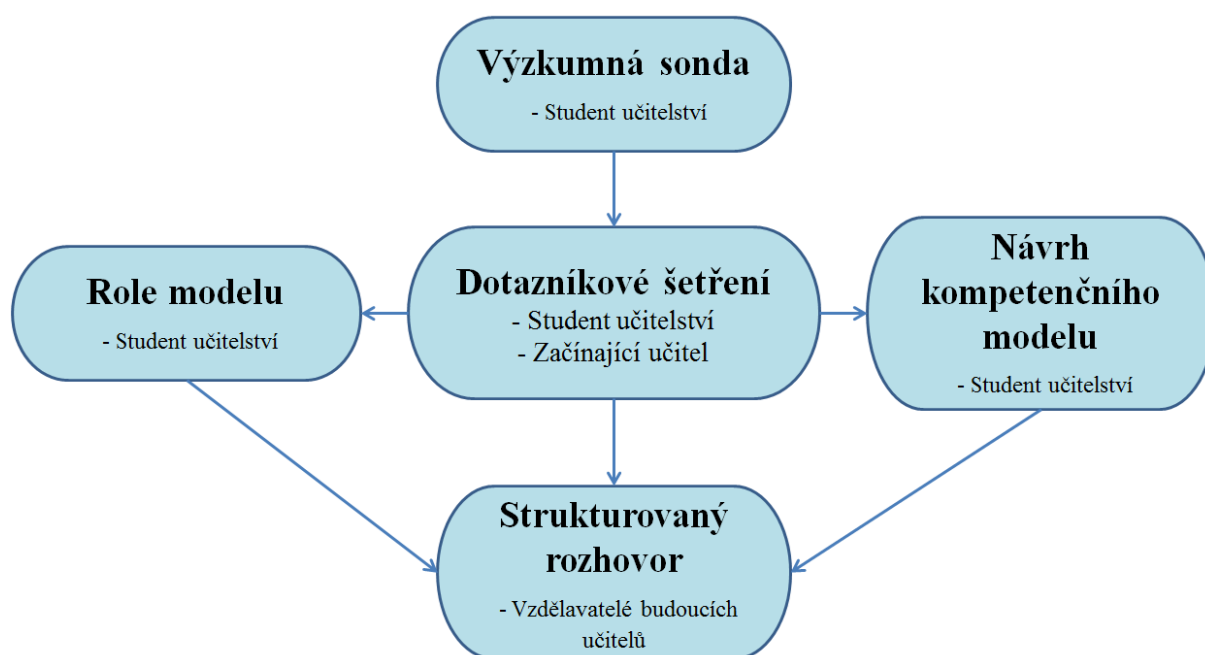 Výzkumná sonda
- Student učitelství
Role modelu
- Student učitelství
Dotazníkové šetření
- Student učitelství
- Začínající učitel
Návrh
kompetenčního
modelu
- Student učitelství
Strukturovaný
rozhovor
- Vzdělavatelé budoucích
učitelů